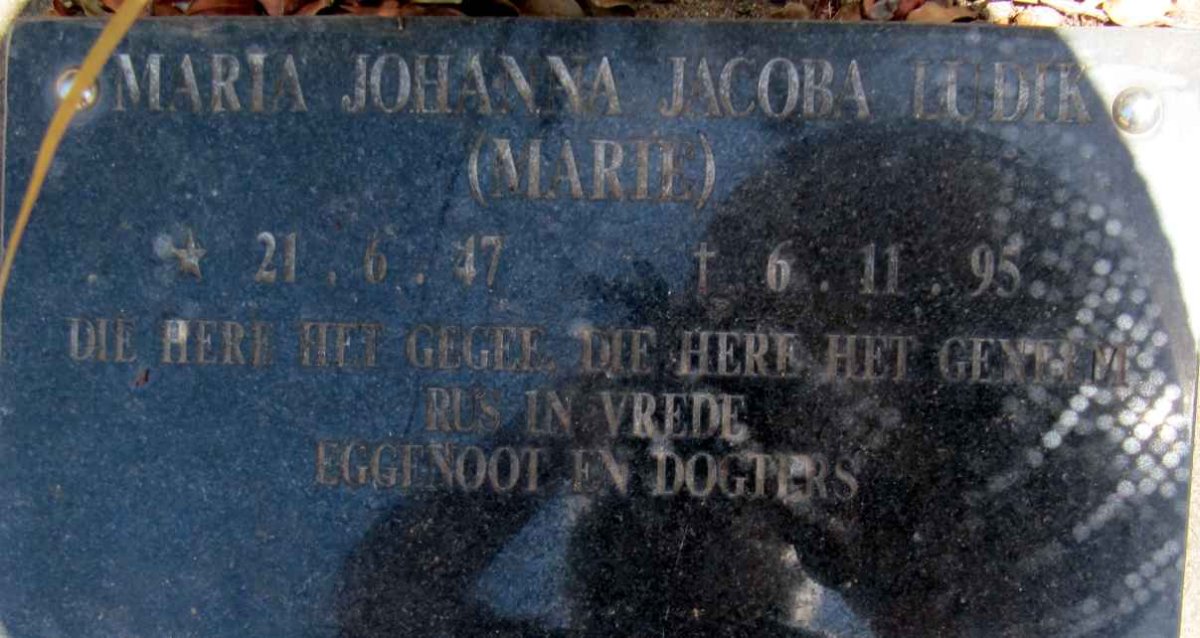 MARIA JOHANNA JACOBA LUDIK
(MARIE)
★ 21 . 6 . 47 † 6 . 11 . 95
DIE HERE HET GEGEE, DIE HERE HET GENEEM
RUS IN VREDE
EGGENOOT EN DOGTERS